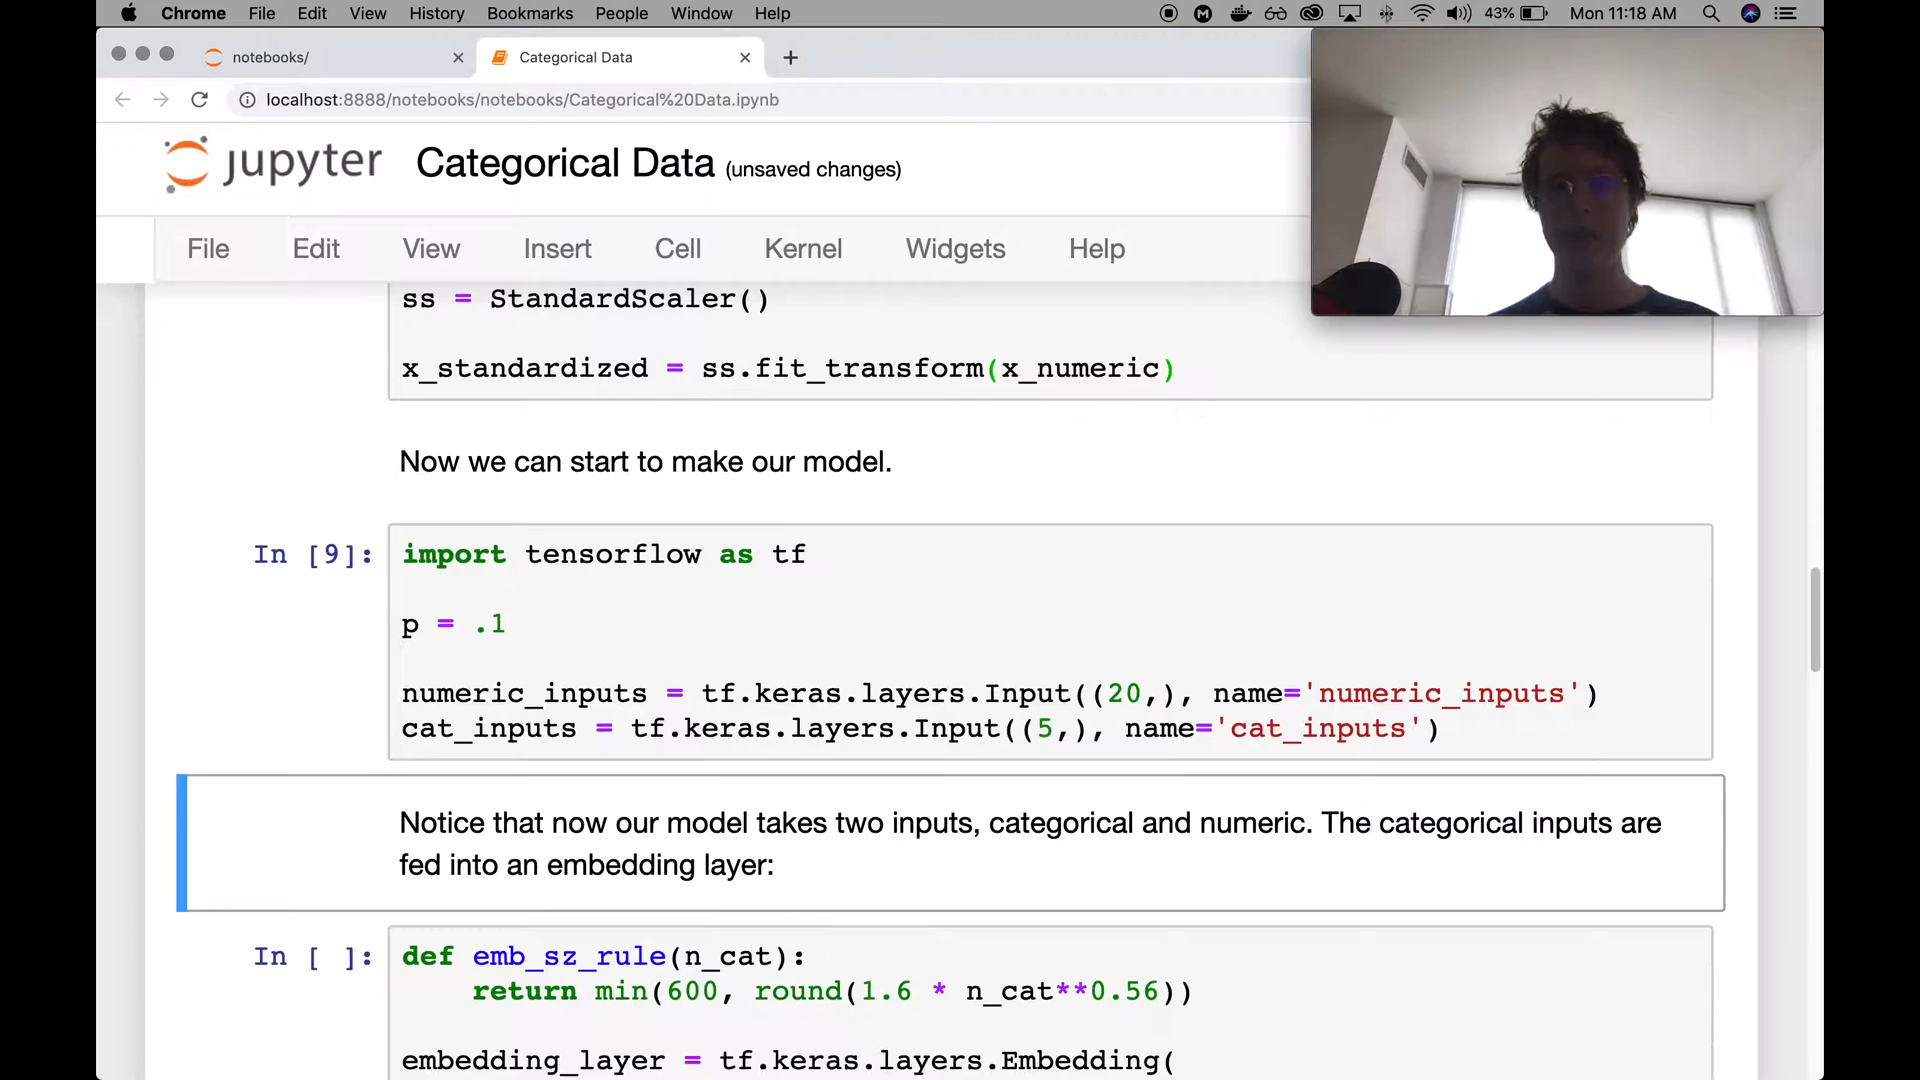 Chrome File Edit View History Bookmarks People Window Help 43% Mon 11:18 AM
notebooks/ Categorical Data
localhost:8888/notebooks/notebooks/Categorical%20Data.ipynb
jupyter Categorical Data (unsaved changes)
File Edit View Insert Cell Kernel Widgets Help
ss = StandardScaler()
x_standardized = ss.fit_transform(x_numeric)
Now we can start to make our model.
In [9]: import tensorflow as tf
p = .1
numeric_inputs = tf.keras.layers.Input((20,), name='numeric_inputs')
cat_inputs = tf.keras.layers.Input((5,), name='cat_inputs')
Notice that now our model takes two inputs, categorical and numeric. The categorical inputs are
fed into an embedding layer:
In [ ]: def emb_sz_rule(n_cat):
return min(600, round(1.6 * n_cat**0.56))
embedding_layer = tf.keras.layers.Embedding(